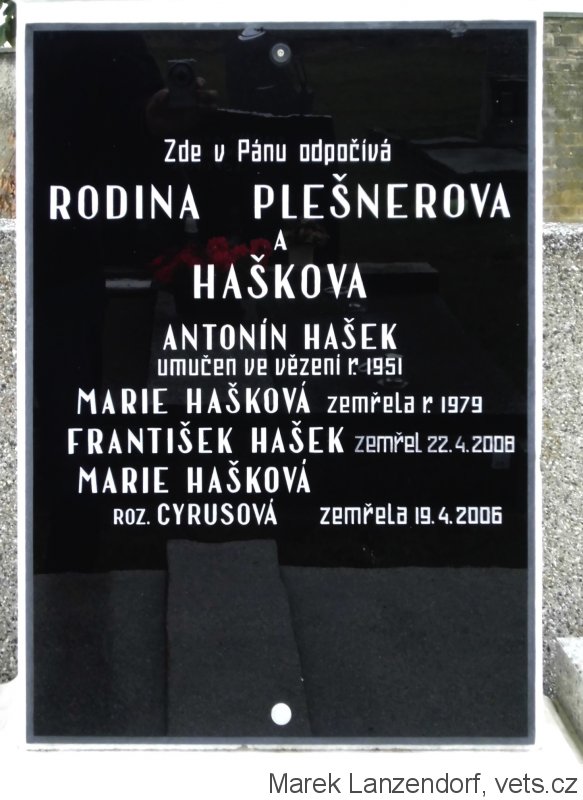 Zde v Pánu odpočívá
RODINA PLEŠNEROVA
A
HAŠKOVA
ANTONÍN HAŠEK
umučen ve vězení r. 1951
MARIE HAŠKOVÁ zemřela r. 1979
FRANTIŠEK HAŠEK zemřel 22.4.2008
MARIE HAŠKOVÁ
ROZ. CYRUSOVÁ zemřela 19.4.2006
Marek Lanzendorf, vets.cz